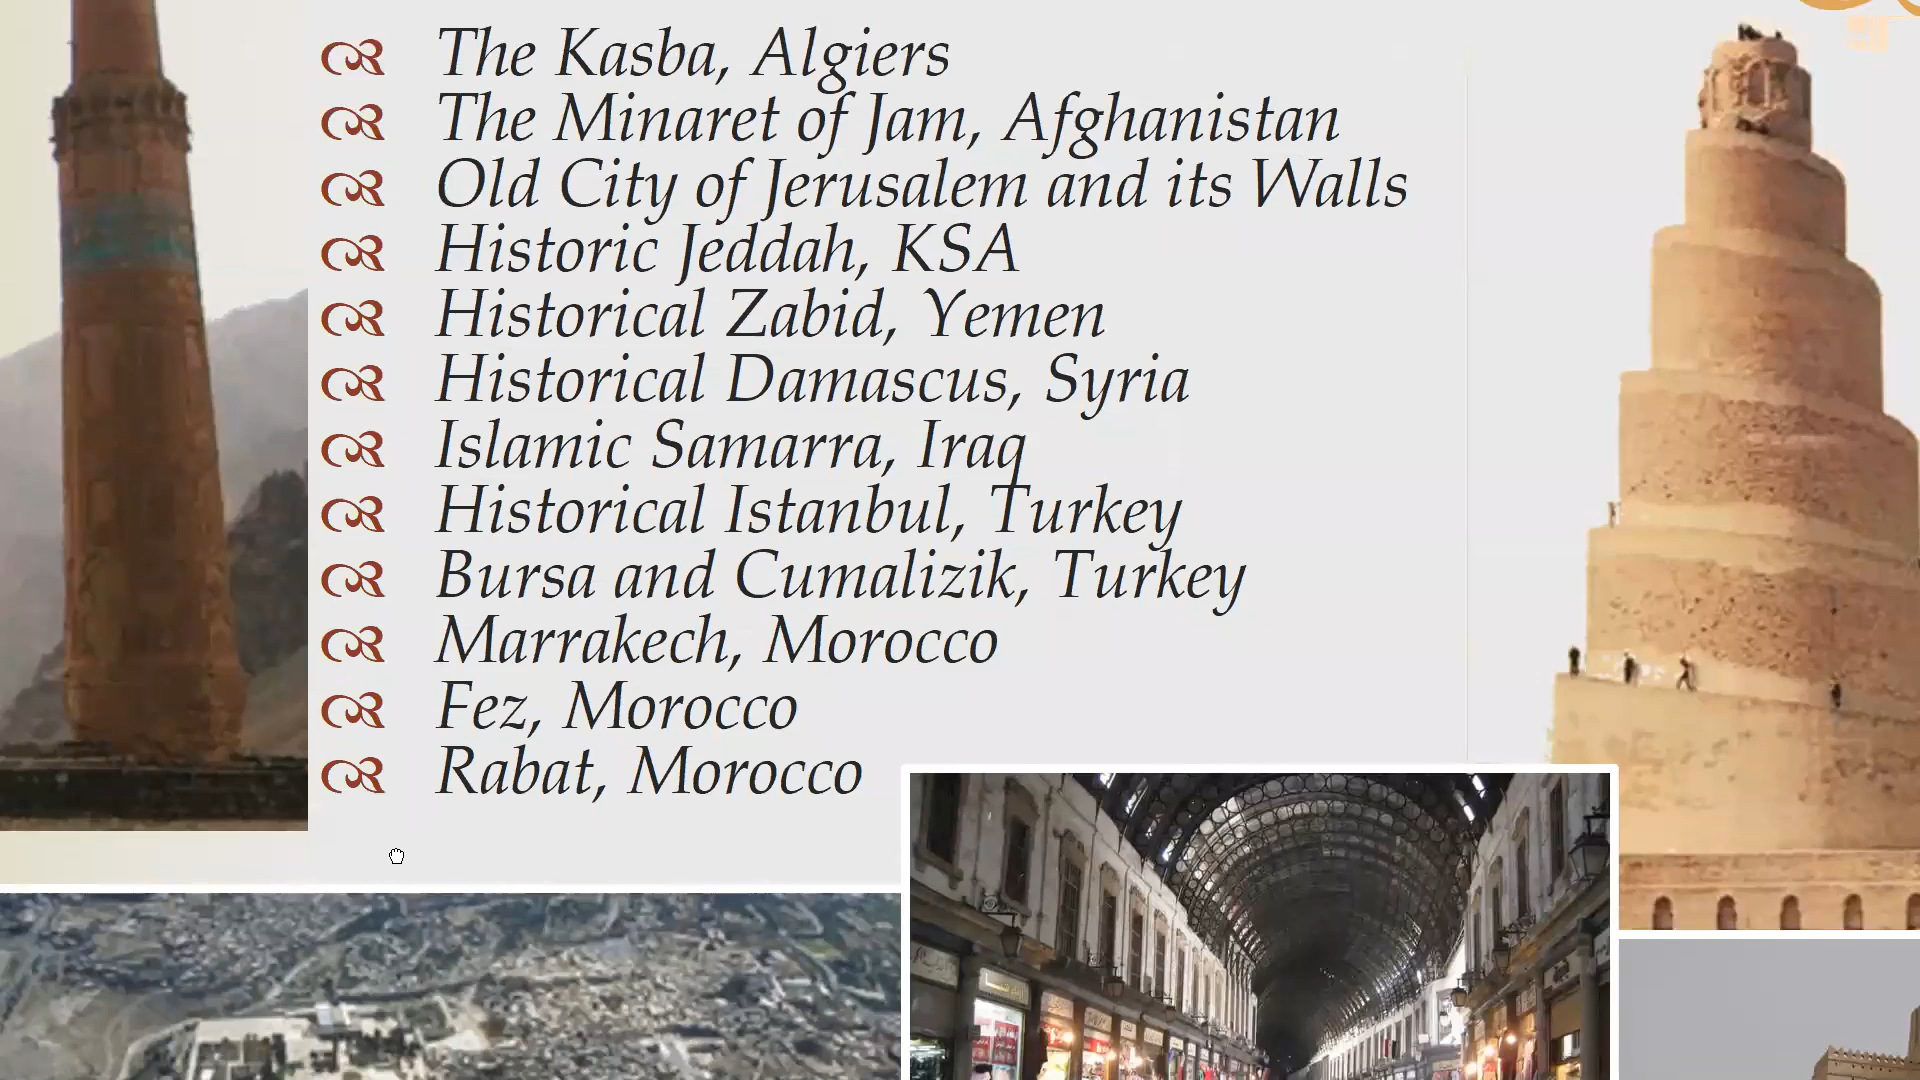 The Kasba, Algiers
The Minaret of Jam, Afghanistan
Old City of Jerusalem and its Walls
Historic Jeddah, KSA
Historical Zabid, Yemen
Historical Damascus, Syria
Islamic Samarra, Iraq
Historical Istanbul, Turkey
Bursa and Cumalizik, Turkey
Marrakech, Morocco
Fez, Morocco
Rabat, Morocco